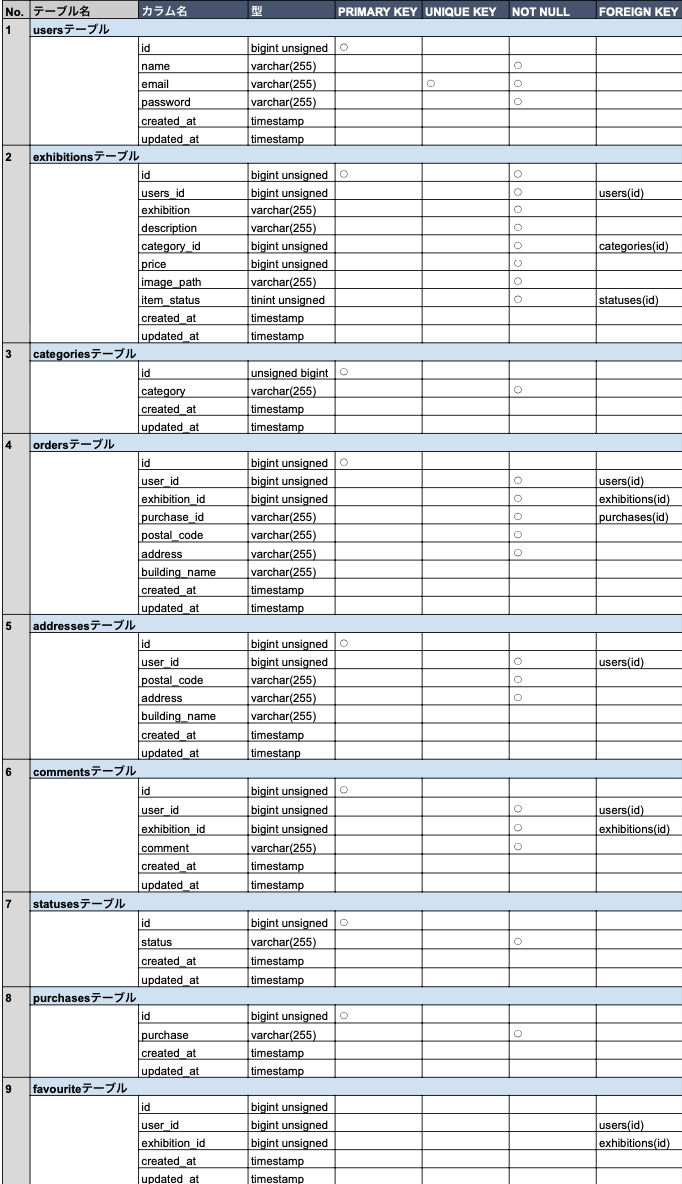 No. テーブル名 カラム名 型 PRIMARY KEY UNIQUE KEY NOT NULL FOREIGN KEY
1 usersテーブル
id bigint unsigned ○
name varchar(255) ○
email varchar(255) ○ ○
password varchar(255) ○
created_at timestamp
updated_at timestamp
2 exhibitionsテーブル
id bigint unsigned ○ ○
users_id bigint unsigned ○ users(id)
exhibition varchar(255) ○
description varchar(255) ○
category_id bigint unsigned ○ categories(id)
price bigint unsigned ○
image_path varchar(255) ○
item_status tinint unsigned ○ statuses(id)
created_at timestamp
updated_at timestamp
3 categoriesテーブル
id unsigned bigint ○
category varchar(255) ○
created_at timestamp
updated_at timestamp
4 ordersテーブル
id bigint unsigned ○
user_id bigint unsigned ○ users(id)
exhibition_id bigint unsigned ○ exhibitions(id)
purchase_id varchar(255) ○ purchases(id)
postal_code varchar(255) ○
address varchar(255) ○
building_name varchar(255)
created_at timestamp
updated_at timestamp
5 addressesテーブル
id bigint unsigned ○
user_id bigint unsigned ○ users(id)
postal_code varchar(255) ○
address varchar(255) ○
building_name varchar(255)
created_at timestamp
updated_at timestanp
6 commentsテーブル
id bigint unsigned ○
user_id bigint unsigned ○ users(id)
exhibition_id bigint unsigned ○ exhibitions(id)
comment varchar(255) ○
created_at timestamp
updated_at timestamp
7 statusesテーブル
id bigint unsigned ○
status varchar(255) ○
created_at timestamp
updated_at timestamp
8 purchasesテーブル
id bigint unsigned ○
purchase varchar(255) ○
created_at timestamp
updated_at timestamp
9 favouriteテーブル
id bigint unsigned
user_id bigint unsigned users(id)
exhibition_id bigint unsigned exhibitions(id)
created_at timestamp
updated_at timestamp